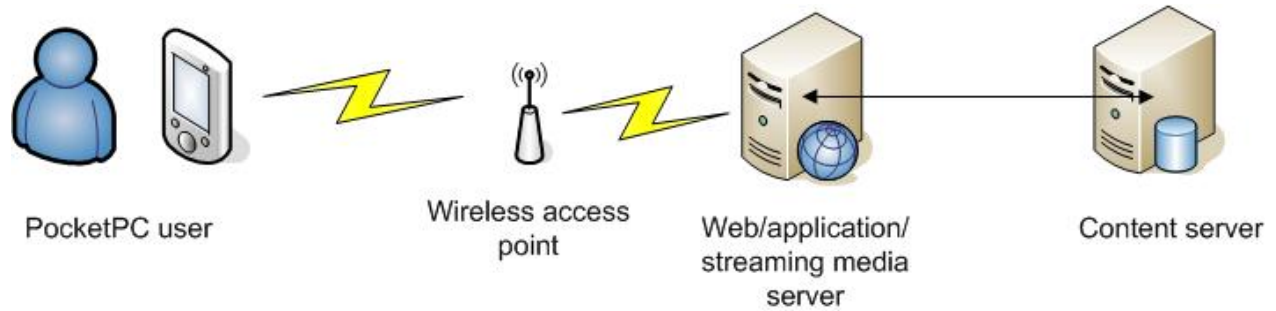 PocketPC user
Wireless access
point
Web/application/
streaming media
server
Content server